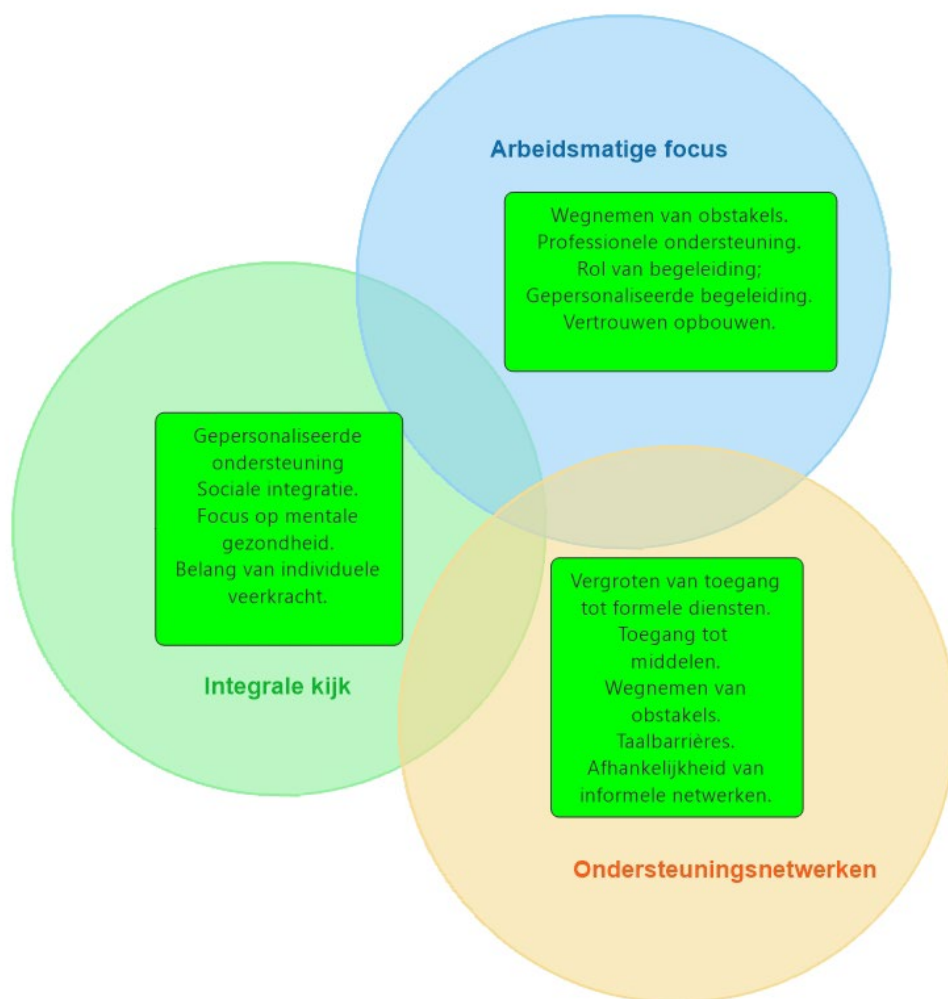 Arbeidsmatige focus
Wegnemen van obstakels.
Professionele ondersteuning.
Rol van begeleiding;
Gepersonaliseerde begeleiding.
Vertrouwen opbouwen.
Gepersonaliseerde
ondersteuning
Sociale integratie.
Focus op mentale
gezondheid.
Belang van individuele
veerkracht.
Integrale kijk
Vergroten van toegang
tot formele diensten.
Toegang tot
middelen.
Wegnemen van
obstakels.
Taalbarrières.
Afhankelijkheid van
informele netwerken.
Ondersteuningsnetwerken